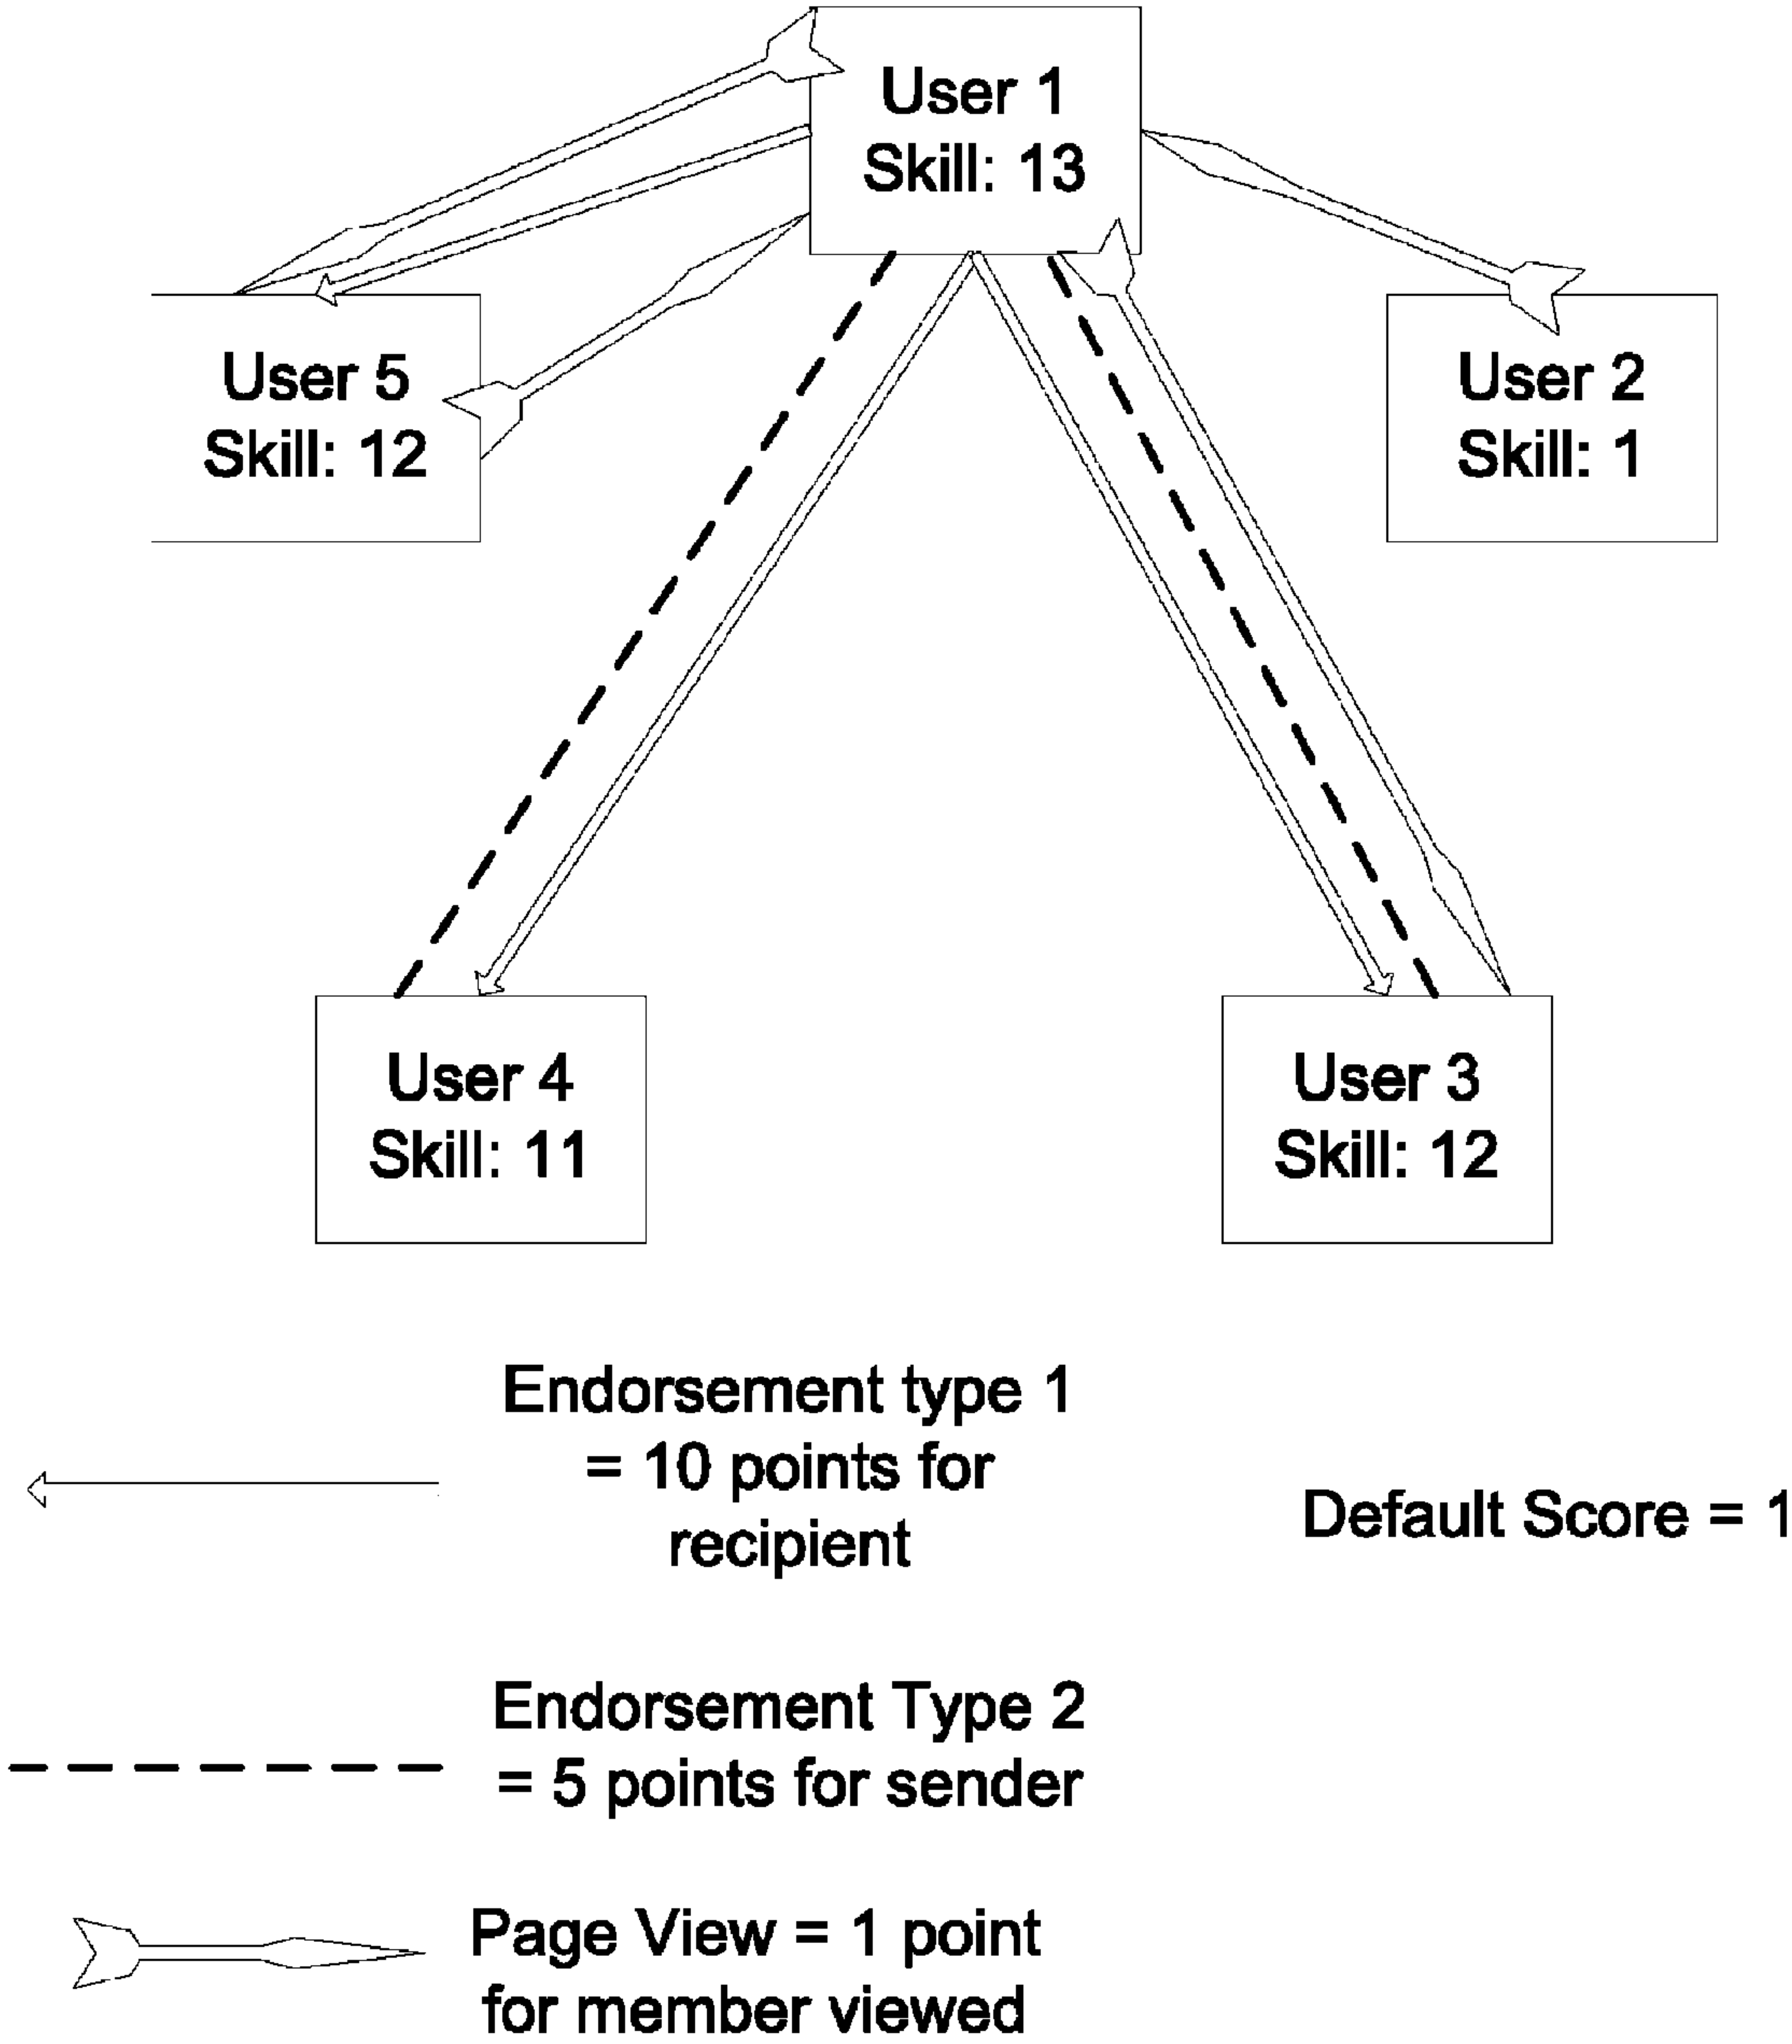 User 1
Skill: 13
User 5
Skill: 12
User 2
Skill: 1
User 4
Skill: 11
User 3
Skill: 12
Endorsement type 1
= 10 points for
recipient
Default Score = 1
Endorsement Type 2
= 5 points for sender
Page View = 1 point
for member viewed